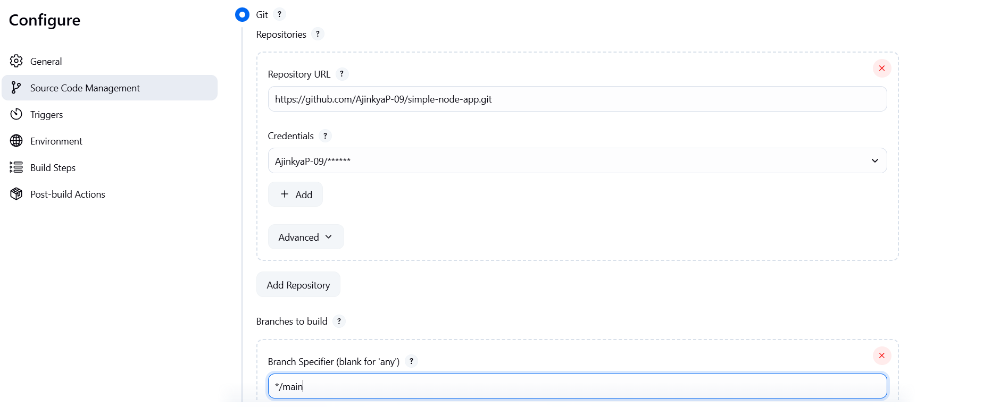 Configure
General
Source Code Management
Triggers
Environment
Build Steps
Post-build Actions
Git ?
Repositories ?
Repository URL ?
https://github.com/AjinkyaP-09/simple-node-app.git
Credentials ?
AjinkyaP-09/******
+ Add
Advanced
Add Repository
Branches to build ?
Branch Specifier (blank for 'any') ?
*/main